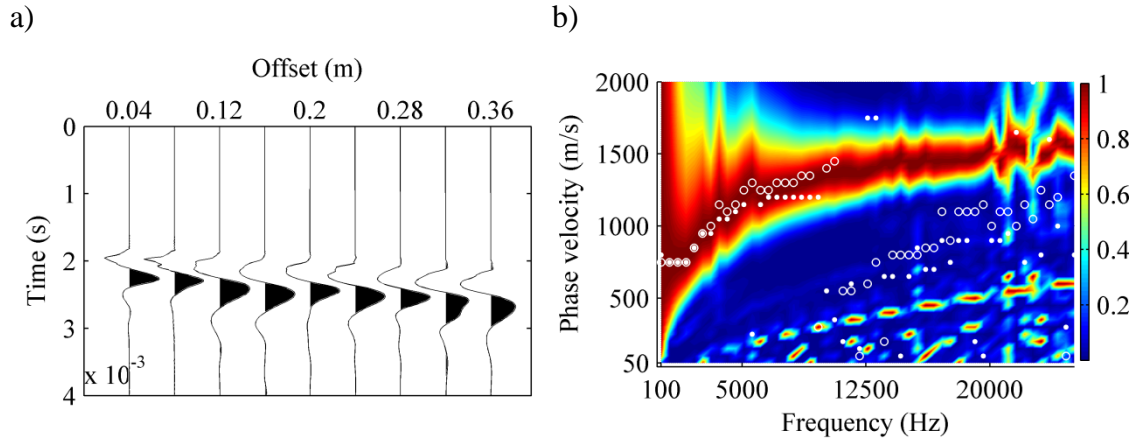 a)
Offset (m)
0.04 0.12 0.2 0.28 0.36
Time (s)
0
1
2
3
4
x 10-3
b)
Phase velocity (m/s)
2000
1500
1000
500
50
100 5000 12500 20000
Frequency (Hz)
1
0.8
0.6
0.4
0.2